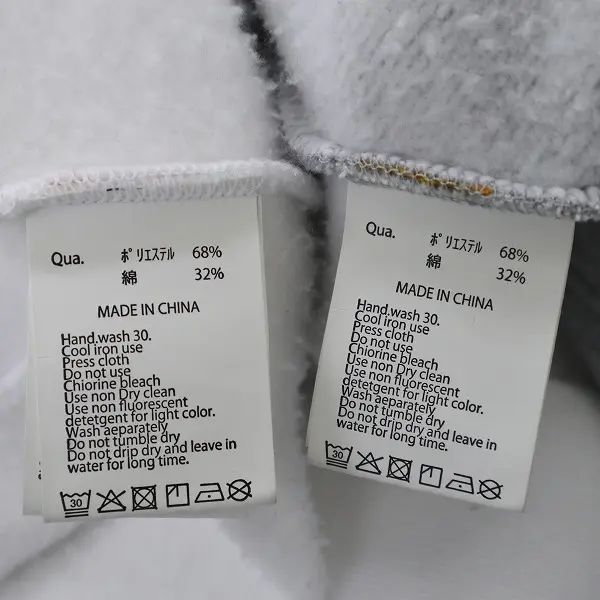 Qua. ポリエステル 68%
綿 32%
MADE IN CHINA
Hand.wash 30.
Cool iron use
Press cloth
Do not use
Chiorine bleach
Use non Dry clean
Use non fluorescent
detetgent for light color.
Wash aeparately
Do not tumble dry
Do not drip dry and leave in
water for long time.
30
Qua. ポリエステル 68%
綿 32%
MADE IN CHINA
Hand.wash 30.
Cool iron use
Press cloth
Do not use
Chiorine bleach
Use non Dry clean
Use non fluorescent
detetgent for light color.
Wash aeparately
Do not tumble dry
Do not drip dry and leave in
water for long time.
30